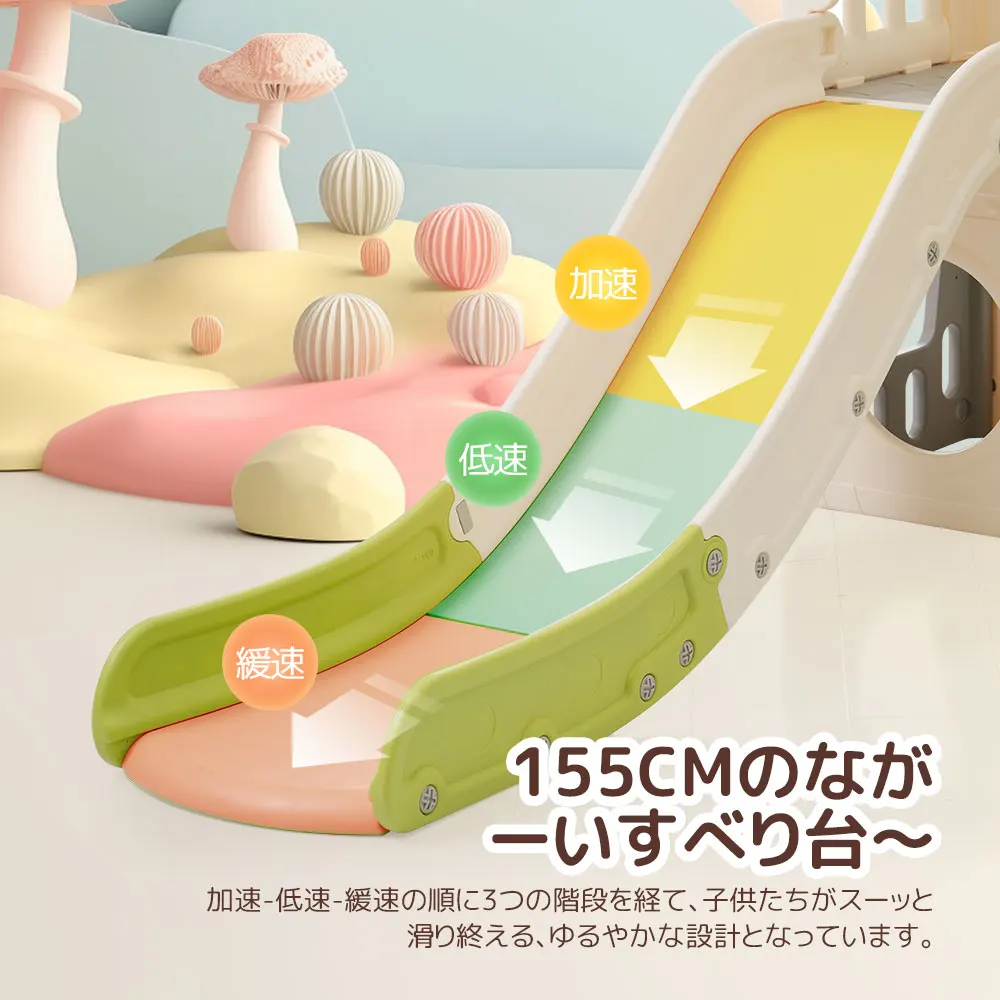 加速
低速
緩速
155CMのなが
ーいすべり台～
加速-低速-緩速の順に3つの階段を経て、子供たちがスーッと
滑り終える、ゆるやかな設計となっています。